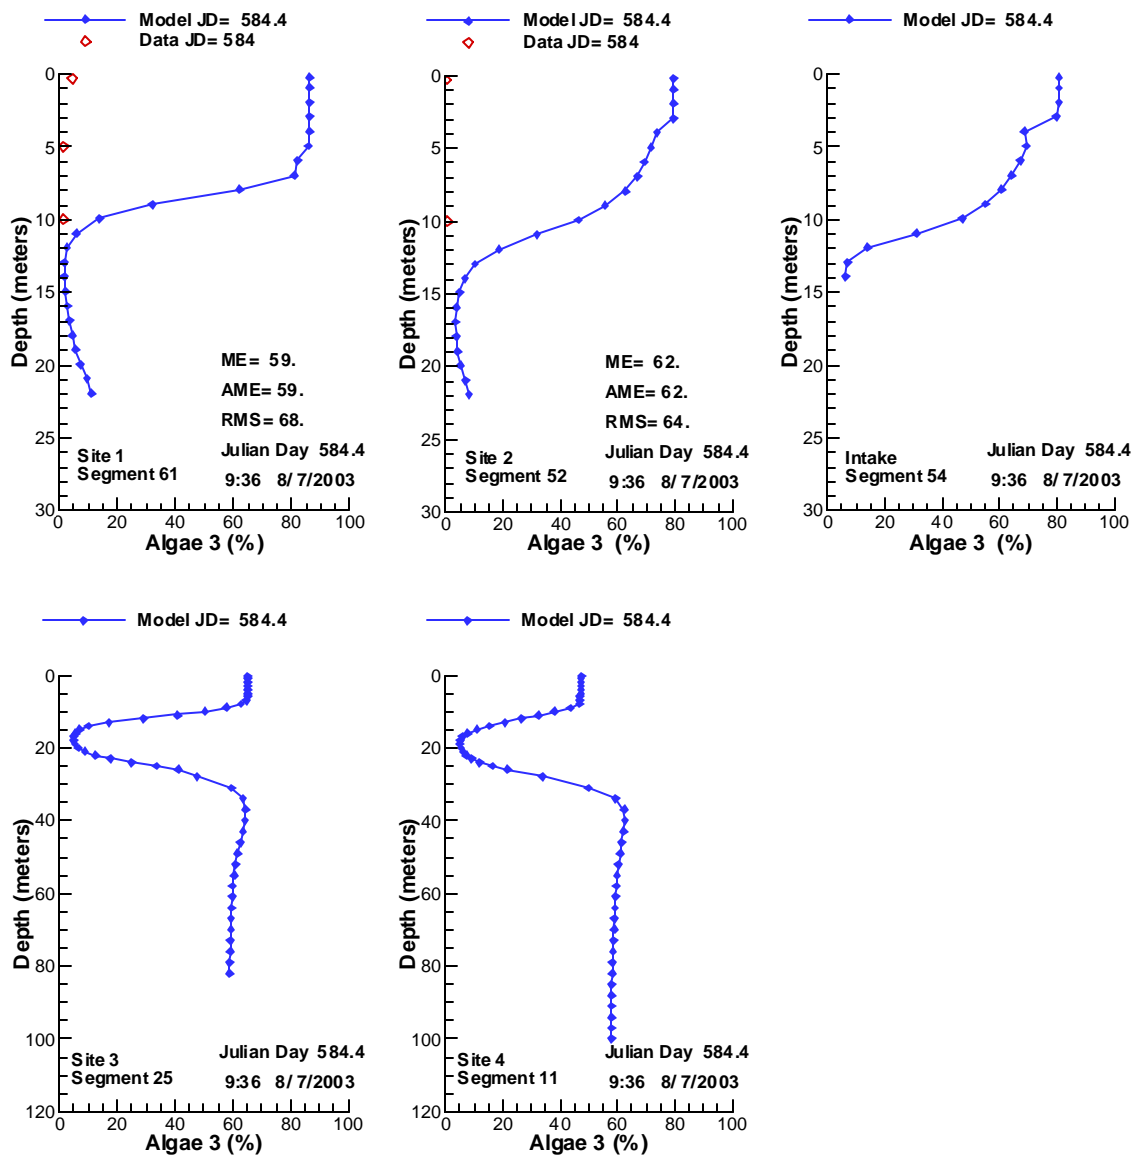 Model JD= 584.4
Data JD= 584
0
5
10
15
20
25
30
Depth (meters)
ME= 59.
AME= 59.
RMS= 68.
Site 1
Segment 61
Julian Day 584.4
9:36 8/ 7/2003
0 20 40 60 80 100
Algae 3 (%)
Model JD= 584.4
Data JD= 584
0
5
10
15
20
25
30
Depth (meters)
ME= 62.
AME= 62.
RMS= 64.
Site 2
Segment 52
Julian Day 584.4
9:36 8/ 7/2003
0 20 40 60 80 100
Algae 3 (%)
Model JD= 584.4
0
5
10
15
20
25
30
Depth (meters)
Intake
Segment 54
Julian Day 584.4
9:36 8/ 7/2003
0 20 40 60 80 100
Algae 3 (%)
Model JD= 584.4
0
20
40
60
80
100
120
Depth (meters)
Site 3
Segment 25
Julian Day 584.4
9:36 8/ 7/2003
0 20 40 60 80 100
Algae 3 (%)
Model JD= 584.4
0
20
40
60
80
100
120
Depth (meters)
Site 4
Segment 11
Julian Day 584.4
9:36 8/ 7/2003
0 20 40 60 80 100
Algae 3 (%)